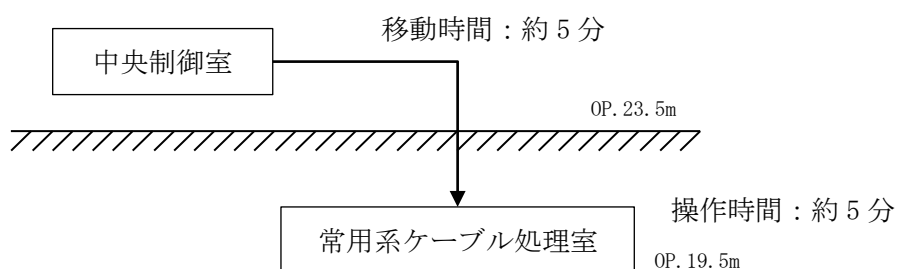 移動時間：約 5 分
中央制御室
OP. 23.5m
操作時間：約 5 分
常用系ケーブル処理室
OP. 19.5m